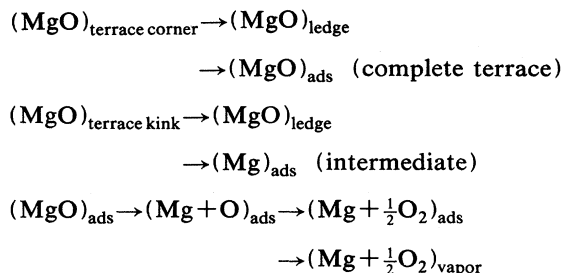 (MgO)terrace corner→(MgO)ledge
→(MgO)ads (complete terrace)
(MgO)terrace kink→(MgO)ledge
→(Mg)ads (intermediate)
(MgO)ads→(Mg+O)ads→(Mg+½O₂)ads
→(Mg+½O₂)vapor